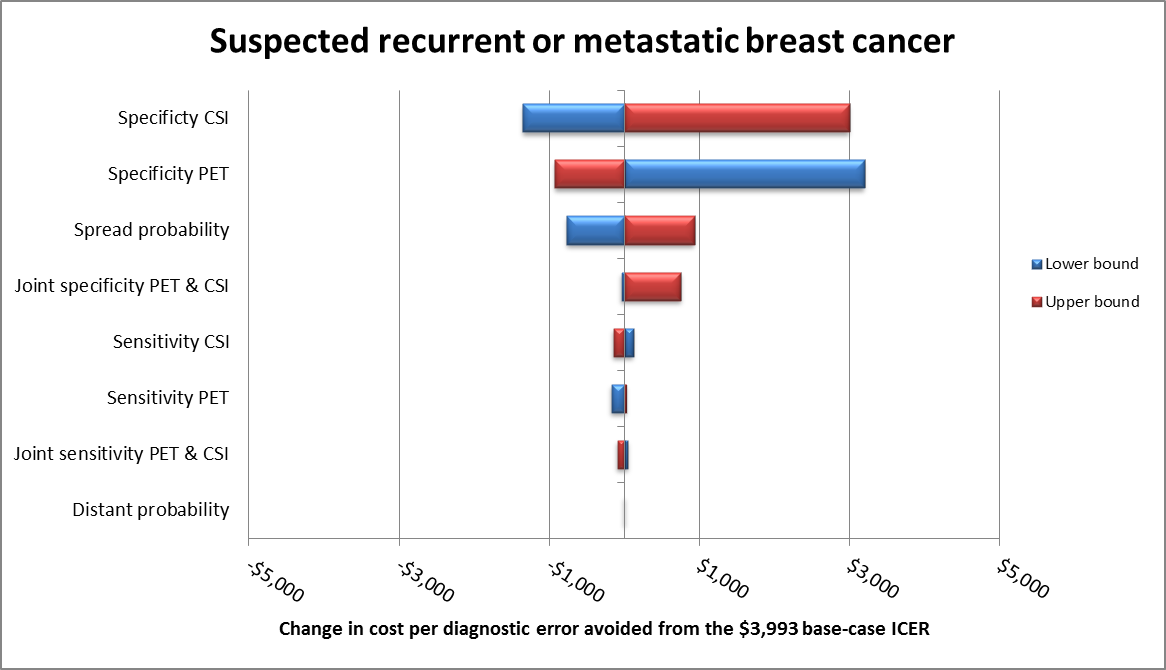 Suspected recurrent or metastatic breast cancer
Specificty CSI
Specificity PET
Spread probability
Joint specificity PET & CSI
Sensitivity CSI
Sensitivity PET
Joint sensitivity PET & CSI
Distant probability
Lower bound
Upper bound
-$5,000
-$3,000
-$1,000
$1,000
$3,000
$5,000
Change in cost per diagnostic error avoided from the $3,993 base-case ICER